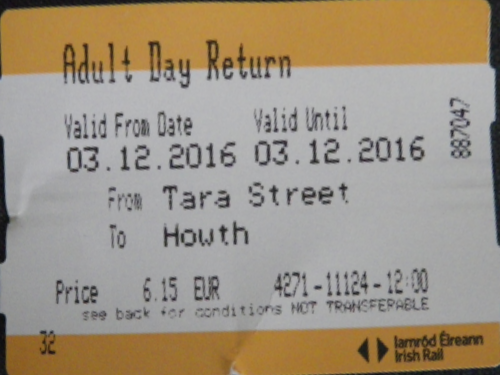 Adult Day Return
Valid From Date Valid Until
03.12.2016 03.12.2016
887047
From Tara Street
To Howth
Price 6.15 EUR 4271-11124-12:00
see back for conditions NOT TRANSFERABLE
32
Iarnród Éireann
Irish Rail